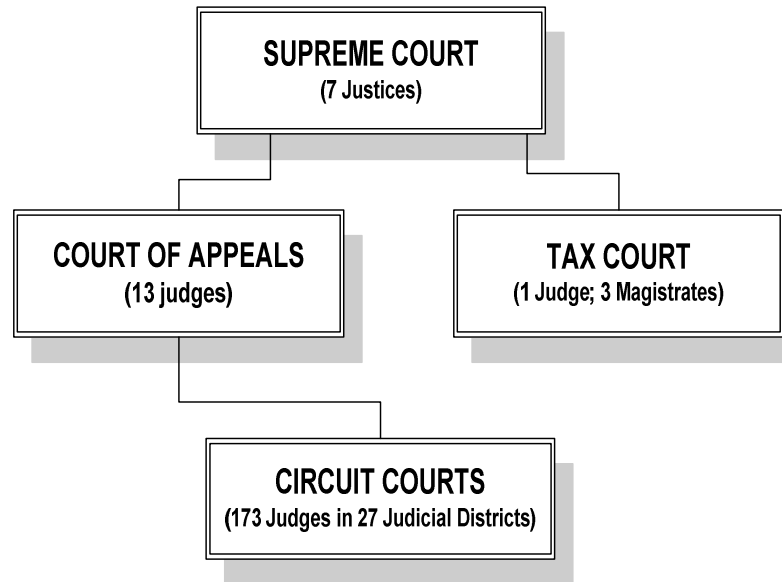 SUPREME COURT
(7 Justices)
COURT OF APPEALS
(13 judges)
TAX COURT
(1 Judge; 3 Magistrates)
CIRCUIT COURTS
(173 Judges in 27 Judicial Districts)